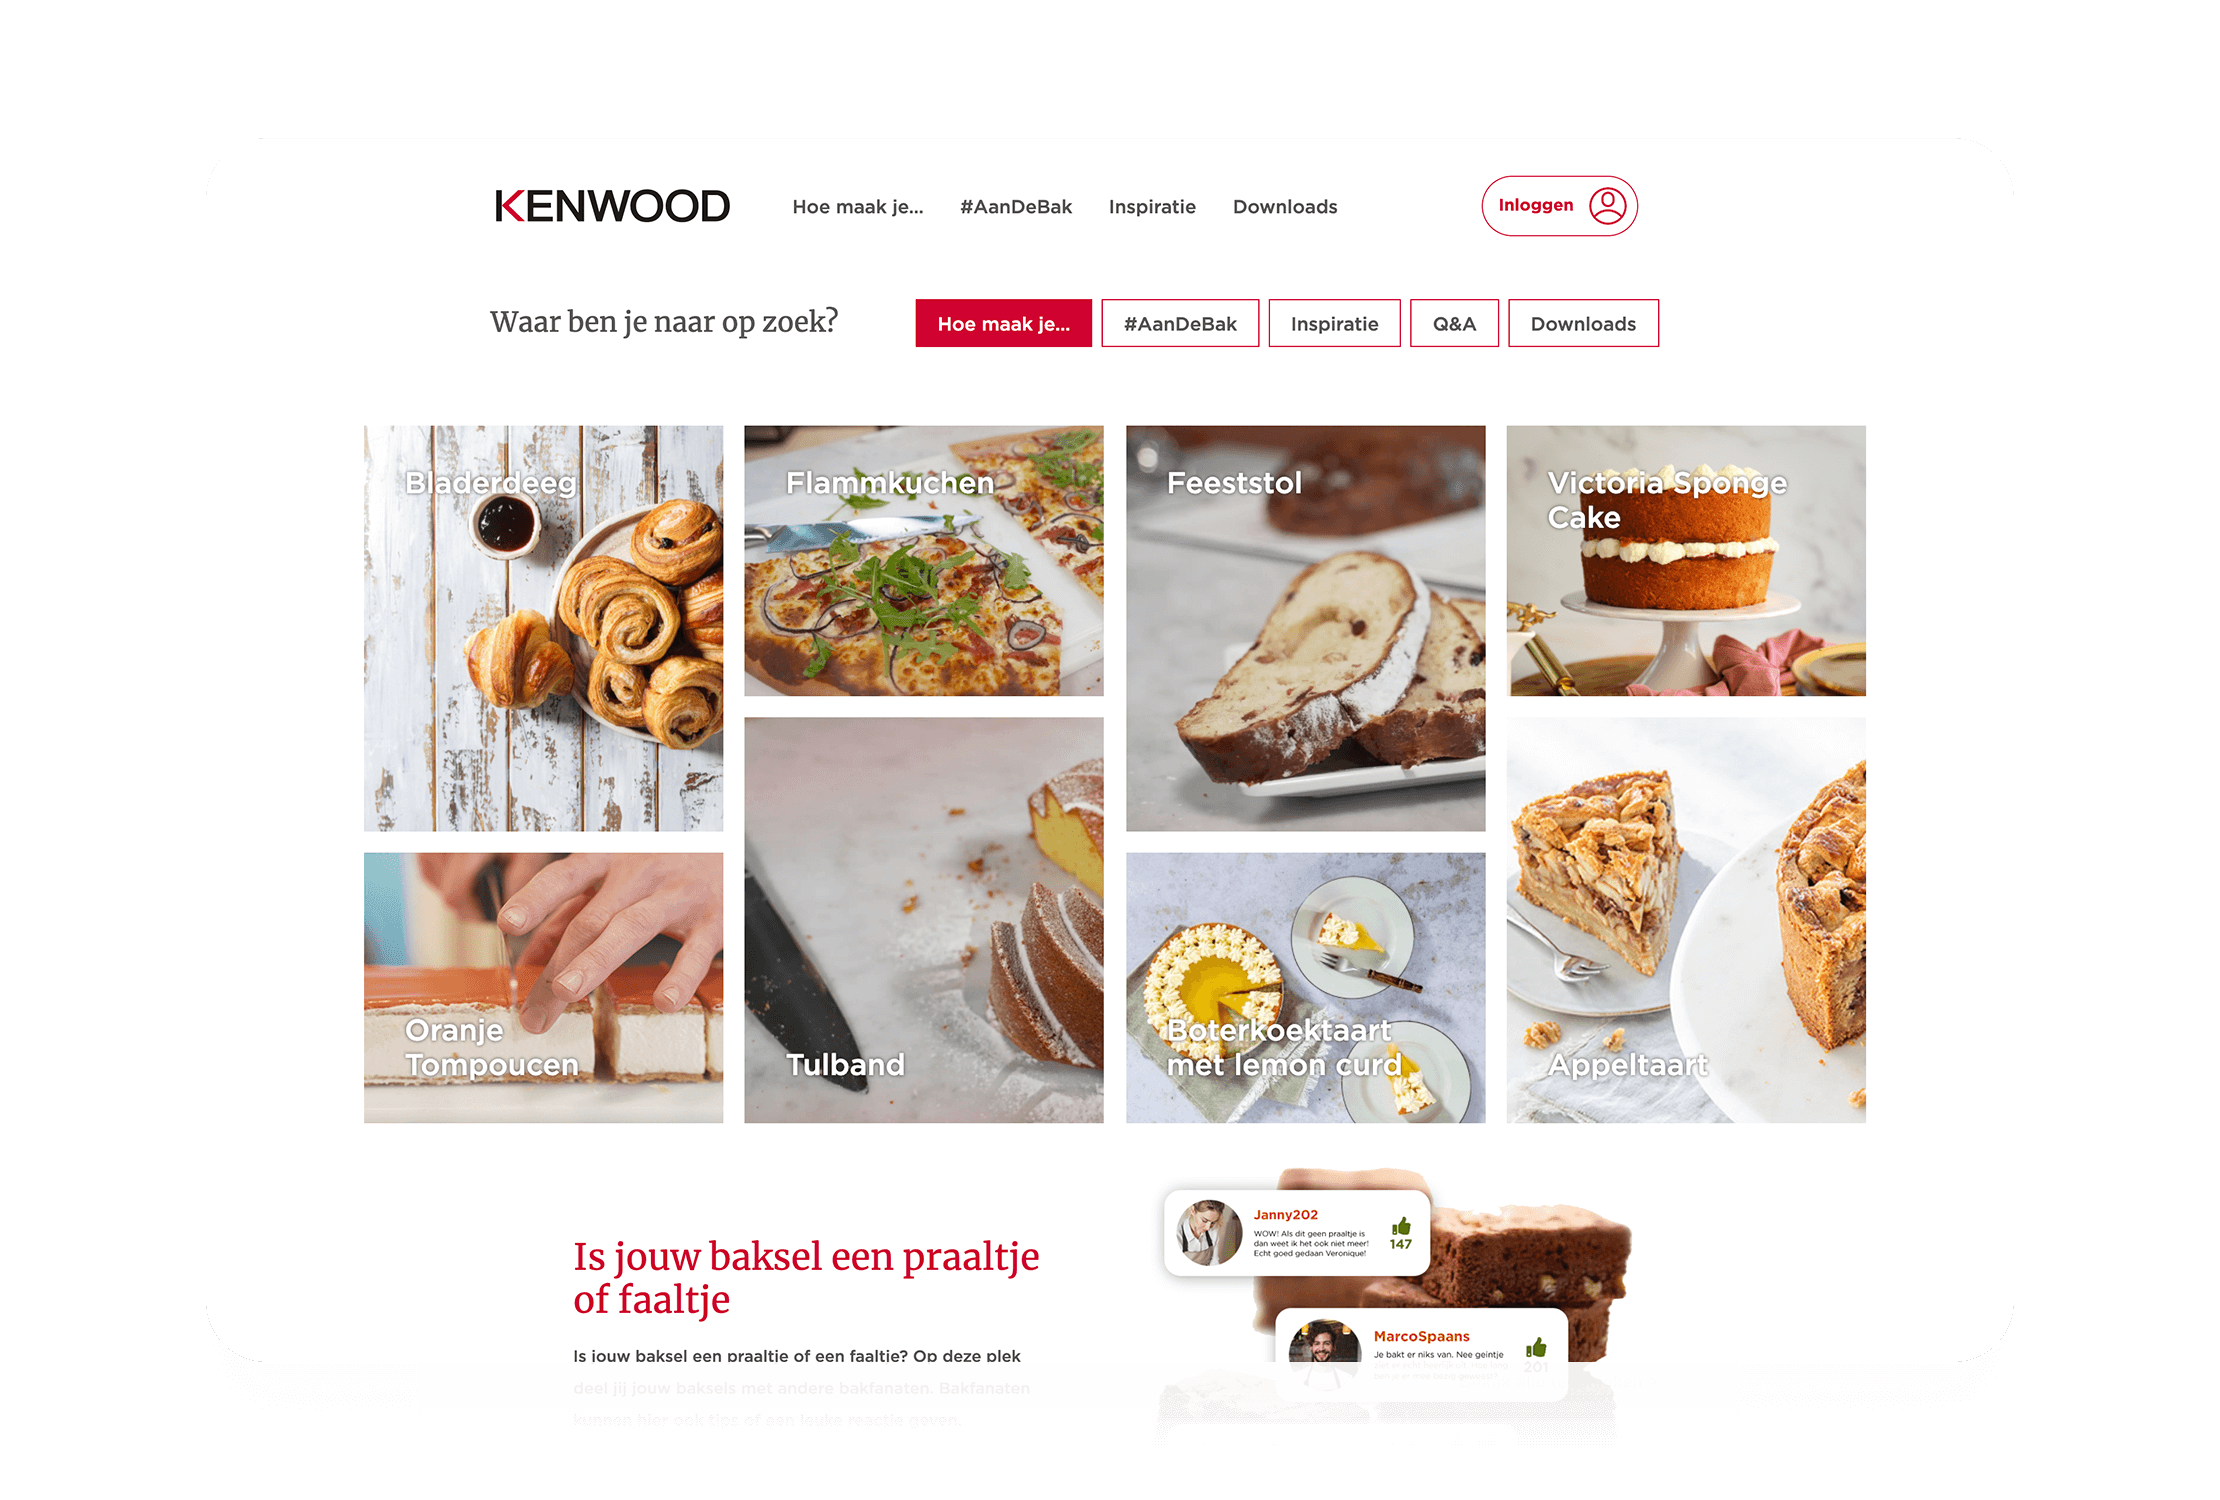 KENWOOD
Hoe maak je...
#AanDeBak
Inspiratie
Downloads
Inloggen
Waar ben je naar op zoek?
Hoe maak je...
#AanDeBak
Inspiratie
Q&A
Downloads
Bladerdeeg
Flammkuchen
Feeststol
Victoria Sponge
Cake
Oranje
Tompoucen
Tulband
Boterkoektaart
met lemon curd
Appeltaart
Is jouw baksel een praaltje
of faaltje
Is jouw baksel een praaltje of een faaltje? Op deze plek
deel jij jouw baksels met andere bakfanaten. Bakfanaten
kunnen hier ook tips of een leuke reactie geven.
Janny202
WOW! Als dit geen praaltje is
dan weet ik het ook niet meer!
Echt goed gedaan Veronique!
147
MarcoSpaans
Je bakt er niks van. Nee geintje
201